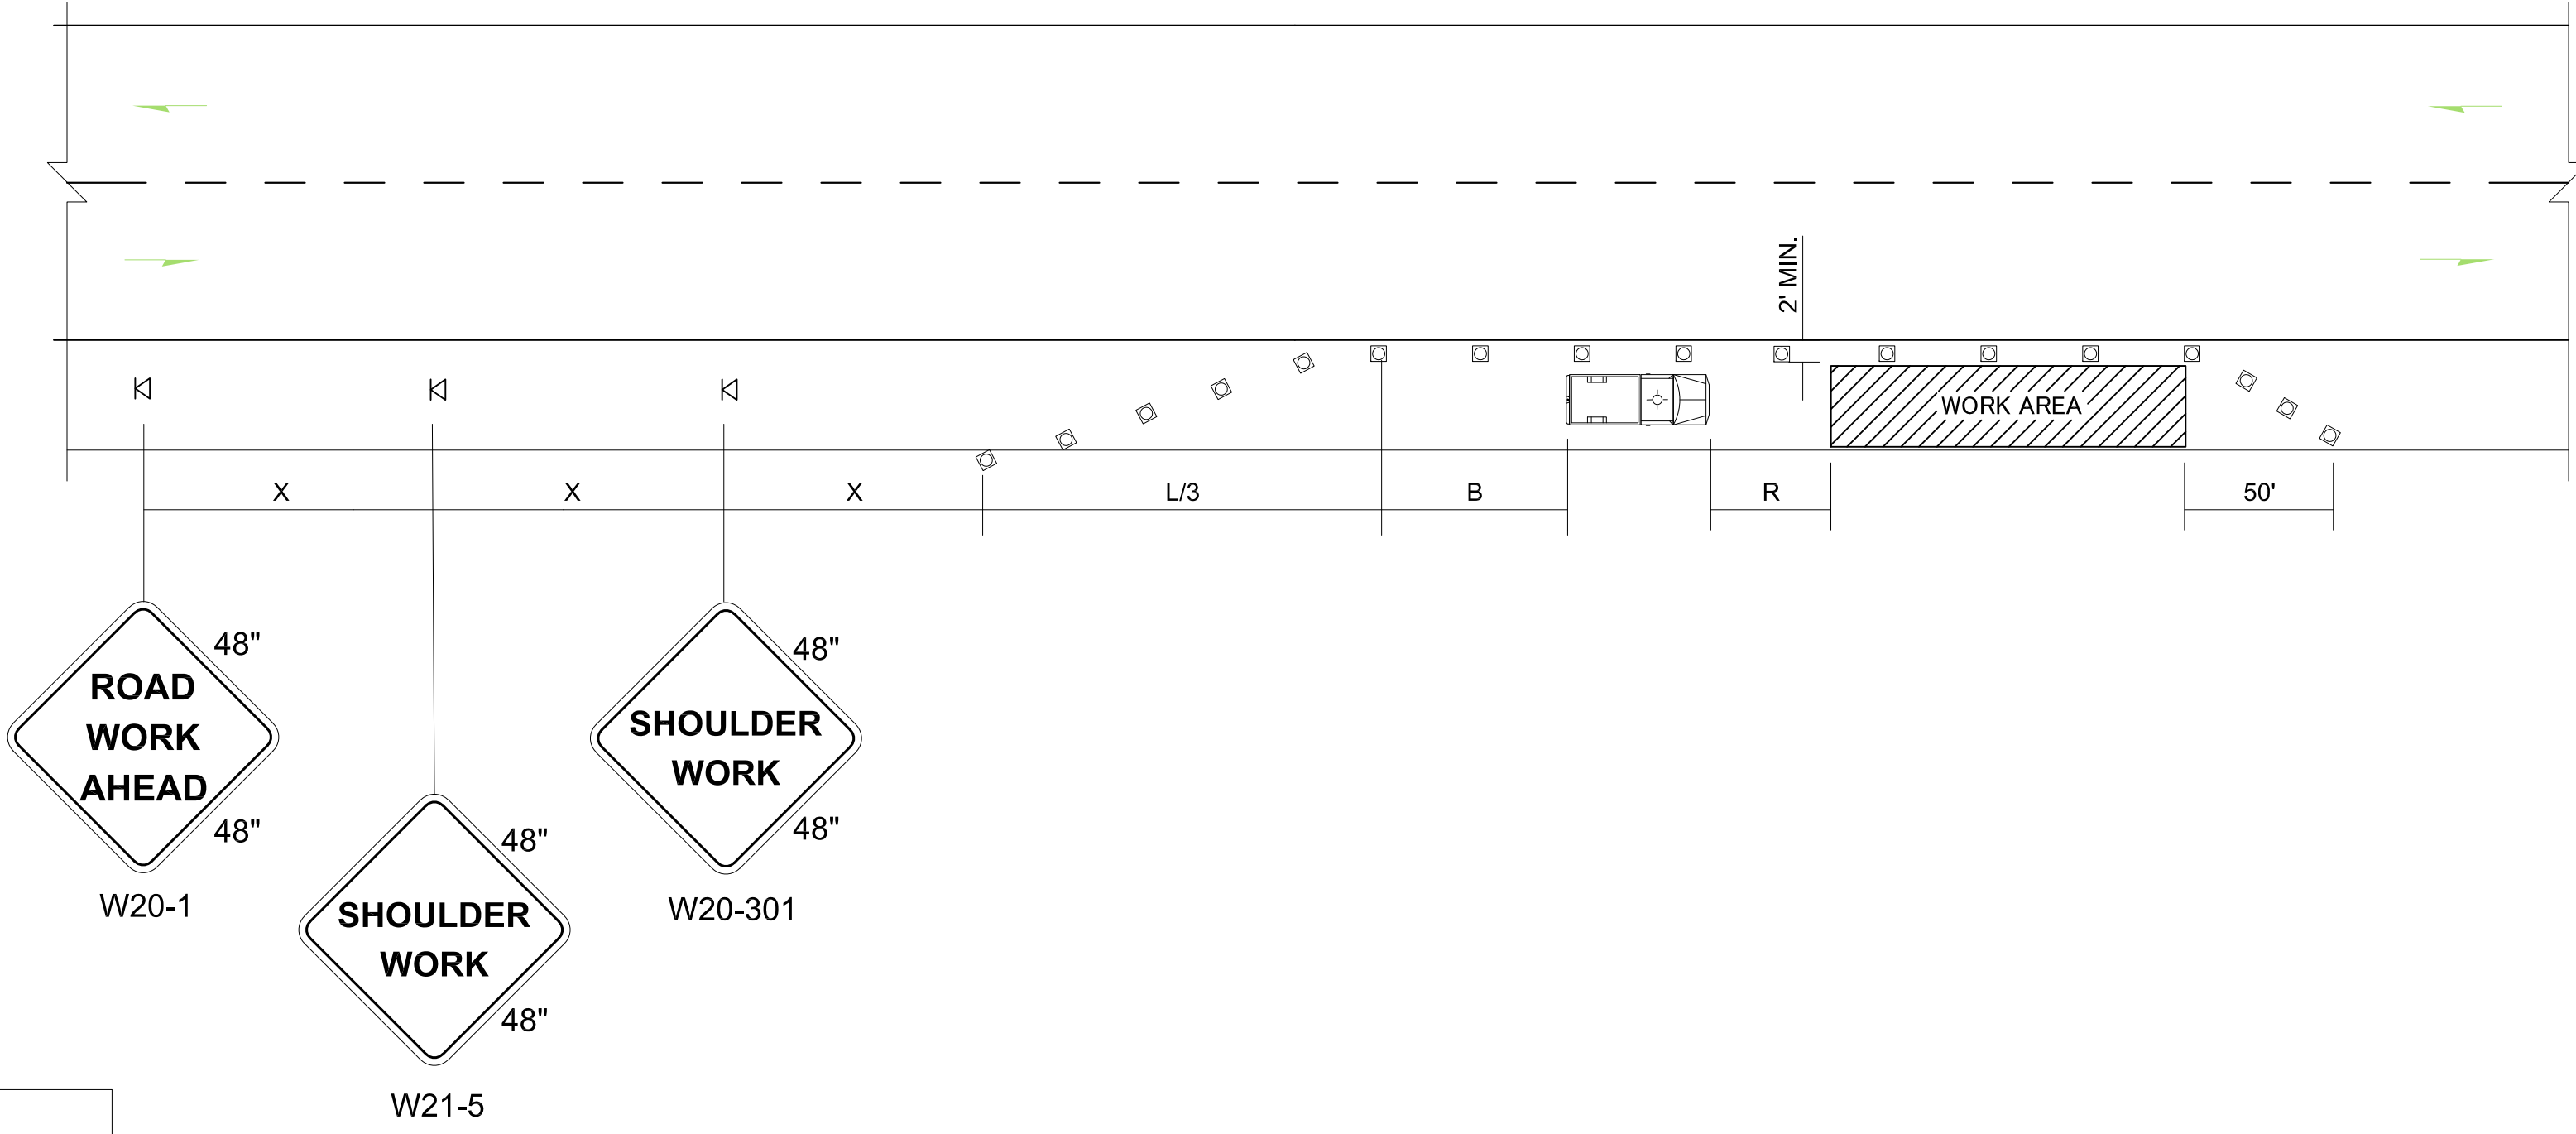 2' MIN.
WORK AREA
X
X
X
L/3
B
R
50'
ROAD
WORK
AHEAD
48"
48"
W20-1
SHOULDER
WORK
48"
48"
W21-5
SHOULDER
WORK
48"
48"
W20-301